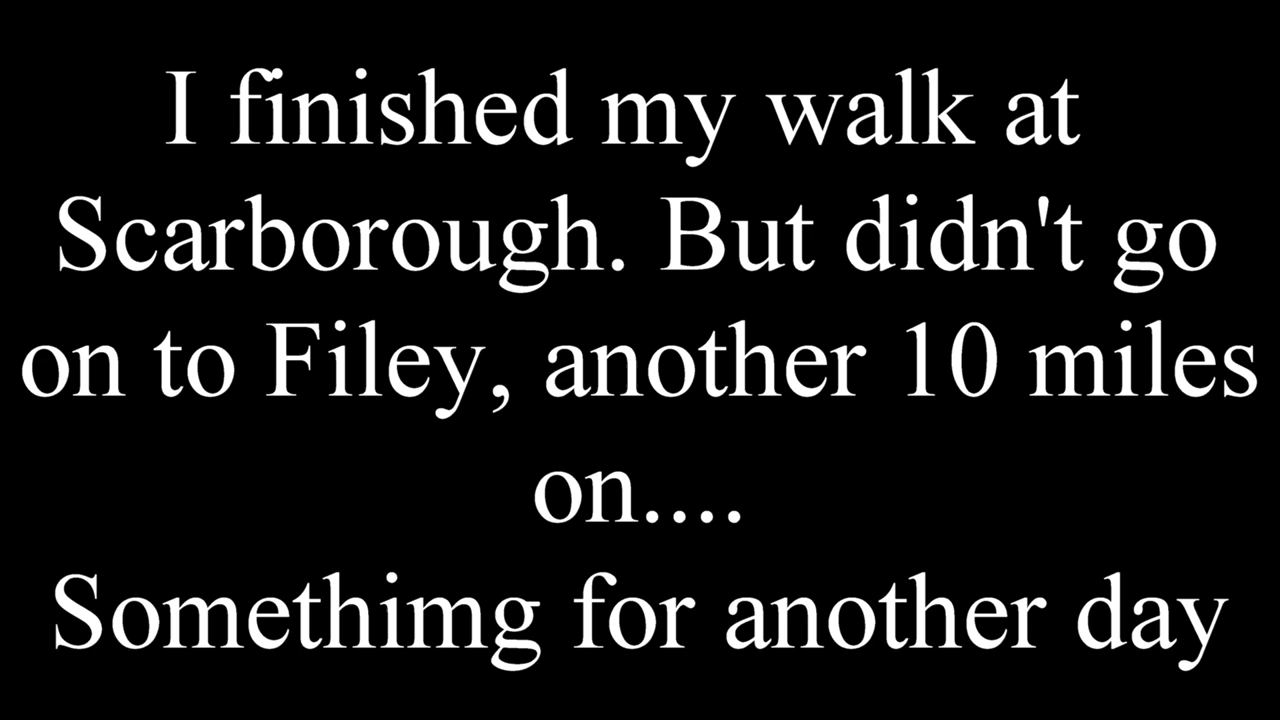 I finished my walk at
Scarborough. But didn't go
on to Filey, another 10 miles
on....
Somethimg for another day